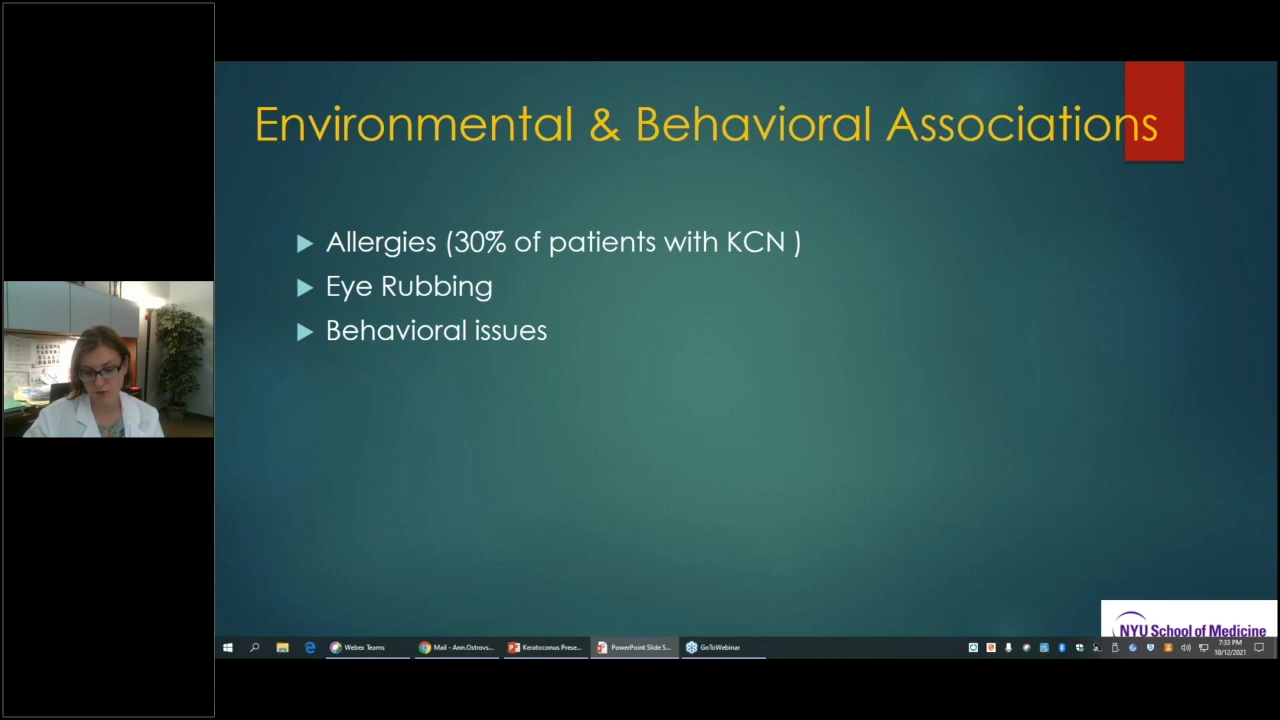 Environmental & Behavioral Associations
Allergies (30% of patients with KCN )
Eye Rubbing
Behavioral issues
NYU School of Medicine
Webex Teams
Mail - Ann.Ostrovs...
Keratoconus Prese...
PowerPoint Slide S...
GoToWebinar
7:33 PM
10/12/2021